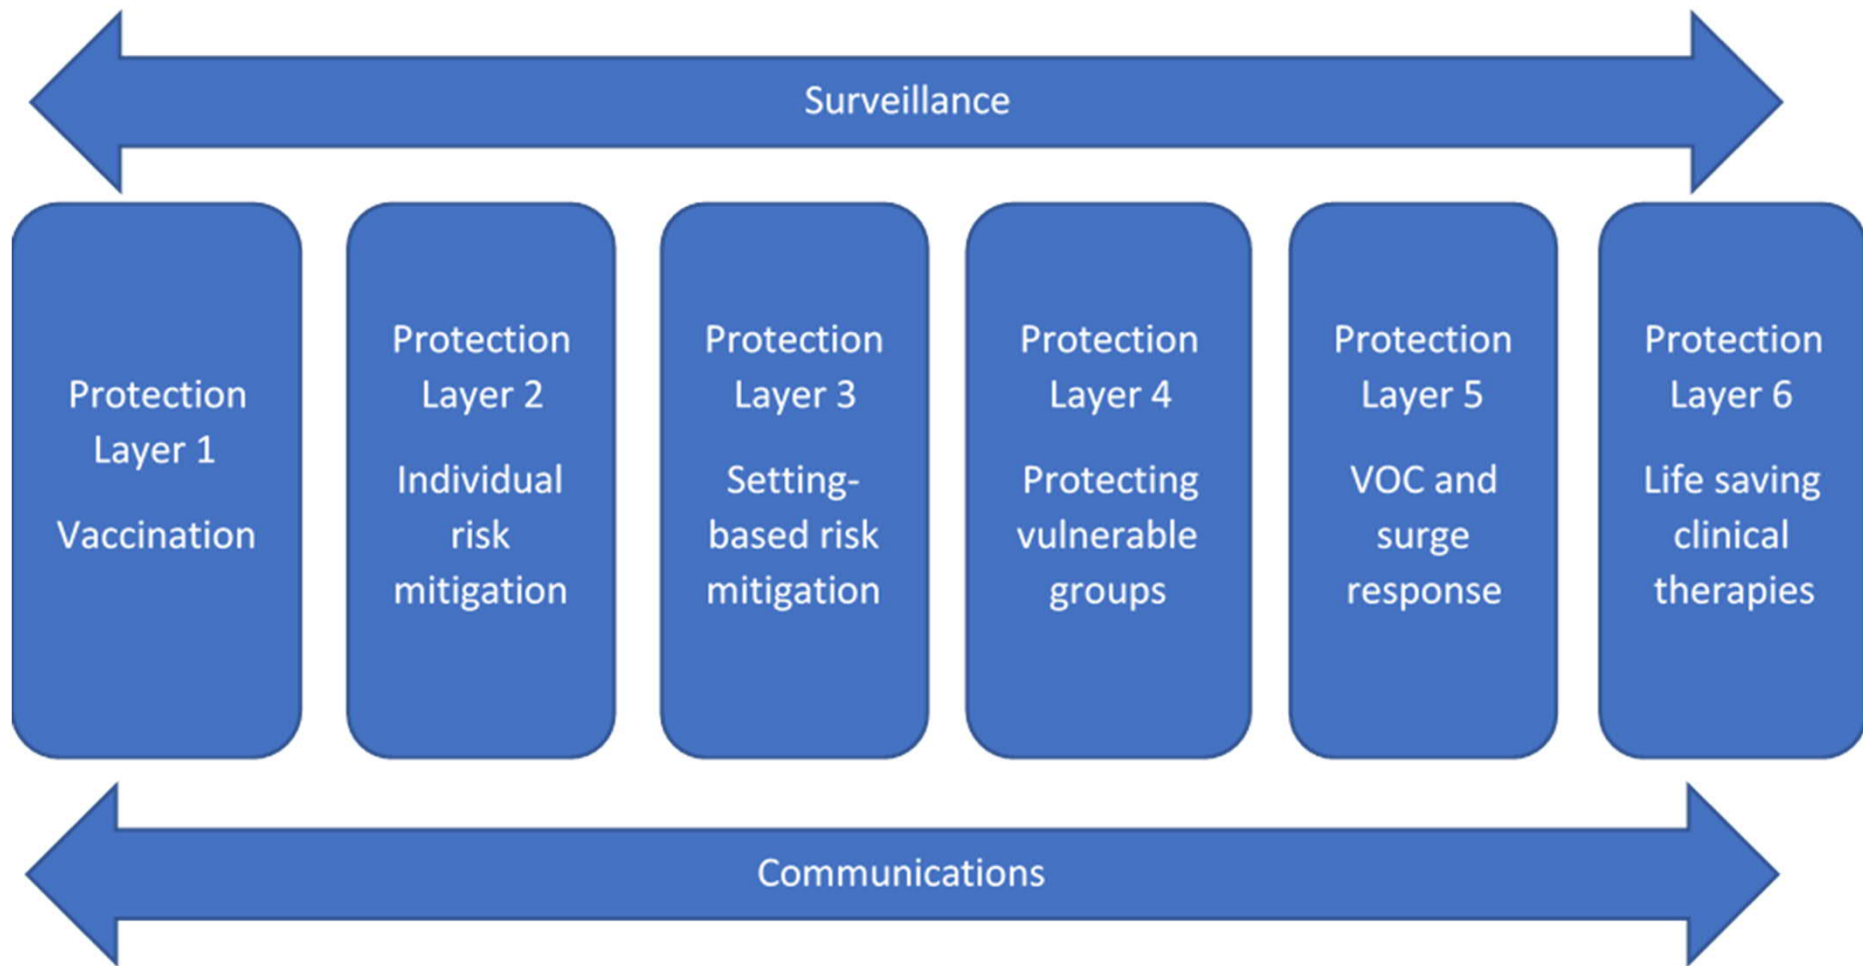 Surveillance
Protection
Layer 1
Vaccination
Protection
Layer 2
Individual
risk
mitigation
Protection
Layer 3
Setting-
based risk
mitigation
Protection
Layer 4
Protecting
vulnerable
groups
Protection
Layer 5
VOC and
surge
response
Protection
Layer 6
Life saving
clinical
therapies
Communications